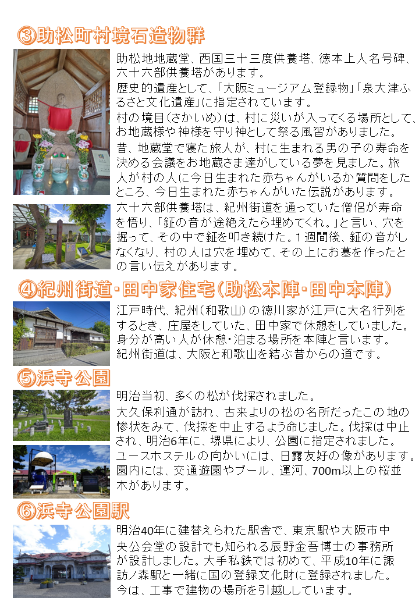 ③助松町村境石造物群
助松地地蔵堂、西国三十三度供養塔、徳本上人名号碑、
六十六部供養塔があります。
歴史的遺産として、「大阪ミュージアム登録物」「泉大津ふ
るさと文化遺産」に指定されています。
村の境目（さかいめ）は、村に災いが入ってくる場所として、
お地蔵様や神様を守り神として祭る風習がありました。
昔、地蔵堂で寝た旅人が、村に生まれる男の子の寿命を
決める会議をお地蔵さま達がしている夢を見ました。旅
人が村の人に今日生まれた赤ちゃんがいるか質問をした
ところ、今日生まれた赤ちゃんがいた伝説があります。
六十六部供養塔は、紀州街道を通っていた僧侶が寿命
を悟り、「鉦の音が途絶えたら埋めてくれ。」と言い、穴を
掘って、その中で鉦を叩き続けた。１週間後、鉦の音がし
なくなり、村の人は穴を埋めて、その上にお墓を作ったと
の言い伝えがあります。
④紀州街道・田中家住宅（助松本陣・田中本陣）
江戸時代、紀州（和歌山）の徳川家が江戸に大名行列を
するとき、庄屋をしていた、田中家で休憩をしていました。
身分が高い人が休憩・泊まる場所を本陣と言います。
紀州街道は、大阪と和歌山を結ぶ昔からの道です。
⑤浜寺公園
明治当初、多くの松が伐採されました。
大久保利通が訪れ、古来よりの松の名所だったこの地の
惨状をみて、伐採を中止するよう命じました。伐採は中止
され、明治6年に、堺県により、公園に指定されました。
ユースホステルの向かいには、日露友好の像があります。
園内には、交通遊園やプール、運河、700m以上の桜並
木があります。
⑥浜寺公園駅
明治40年に建替えられた駅舎で、東京駅や大阪市中
央公会堂の設計でも知られる辰野金吾博士の事務所
が設計しました。大手私鉄では初めて、平成10年に諏
訪ノ森駅と一緒に国の登録文化財に登録されました。
今は、工事で建物の場所を引越ししています。